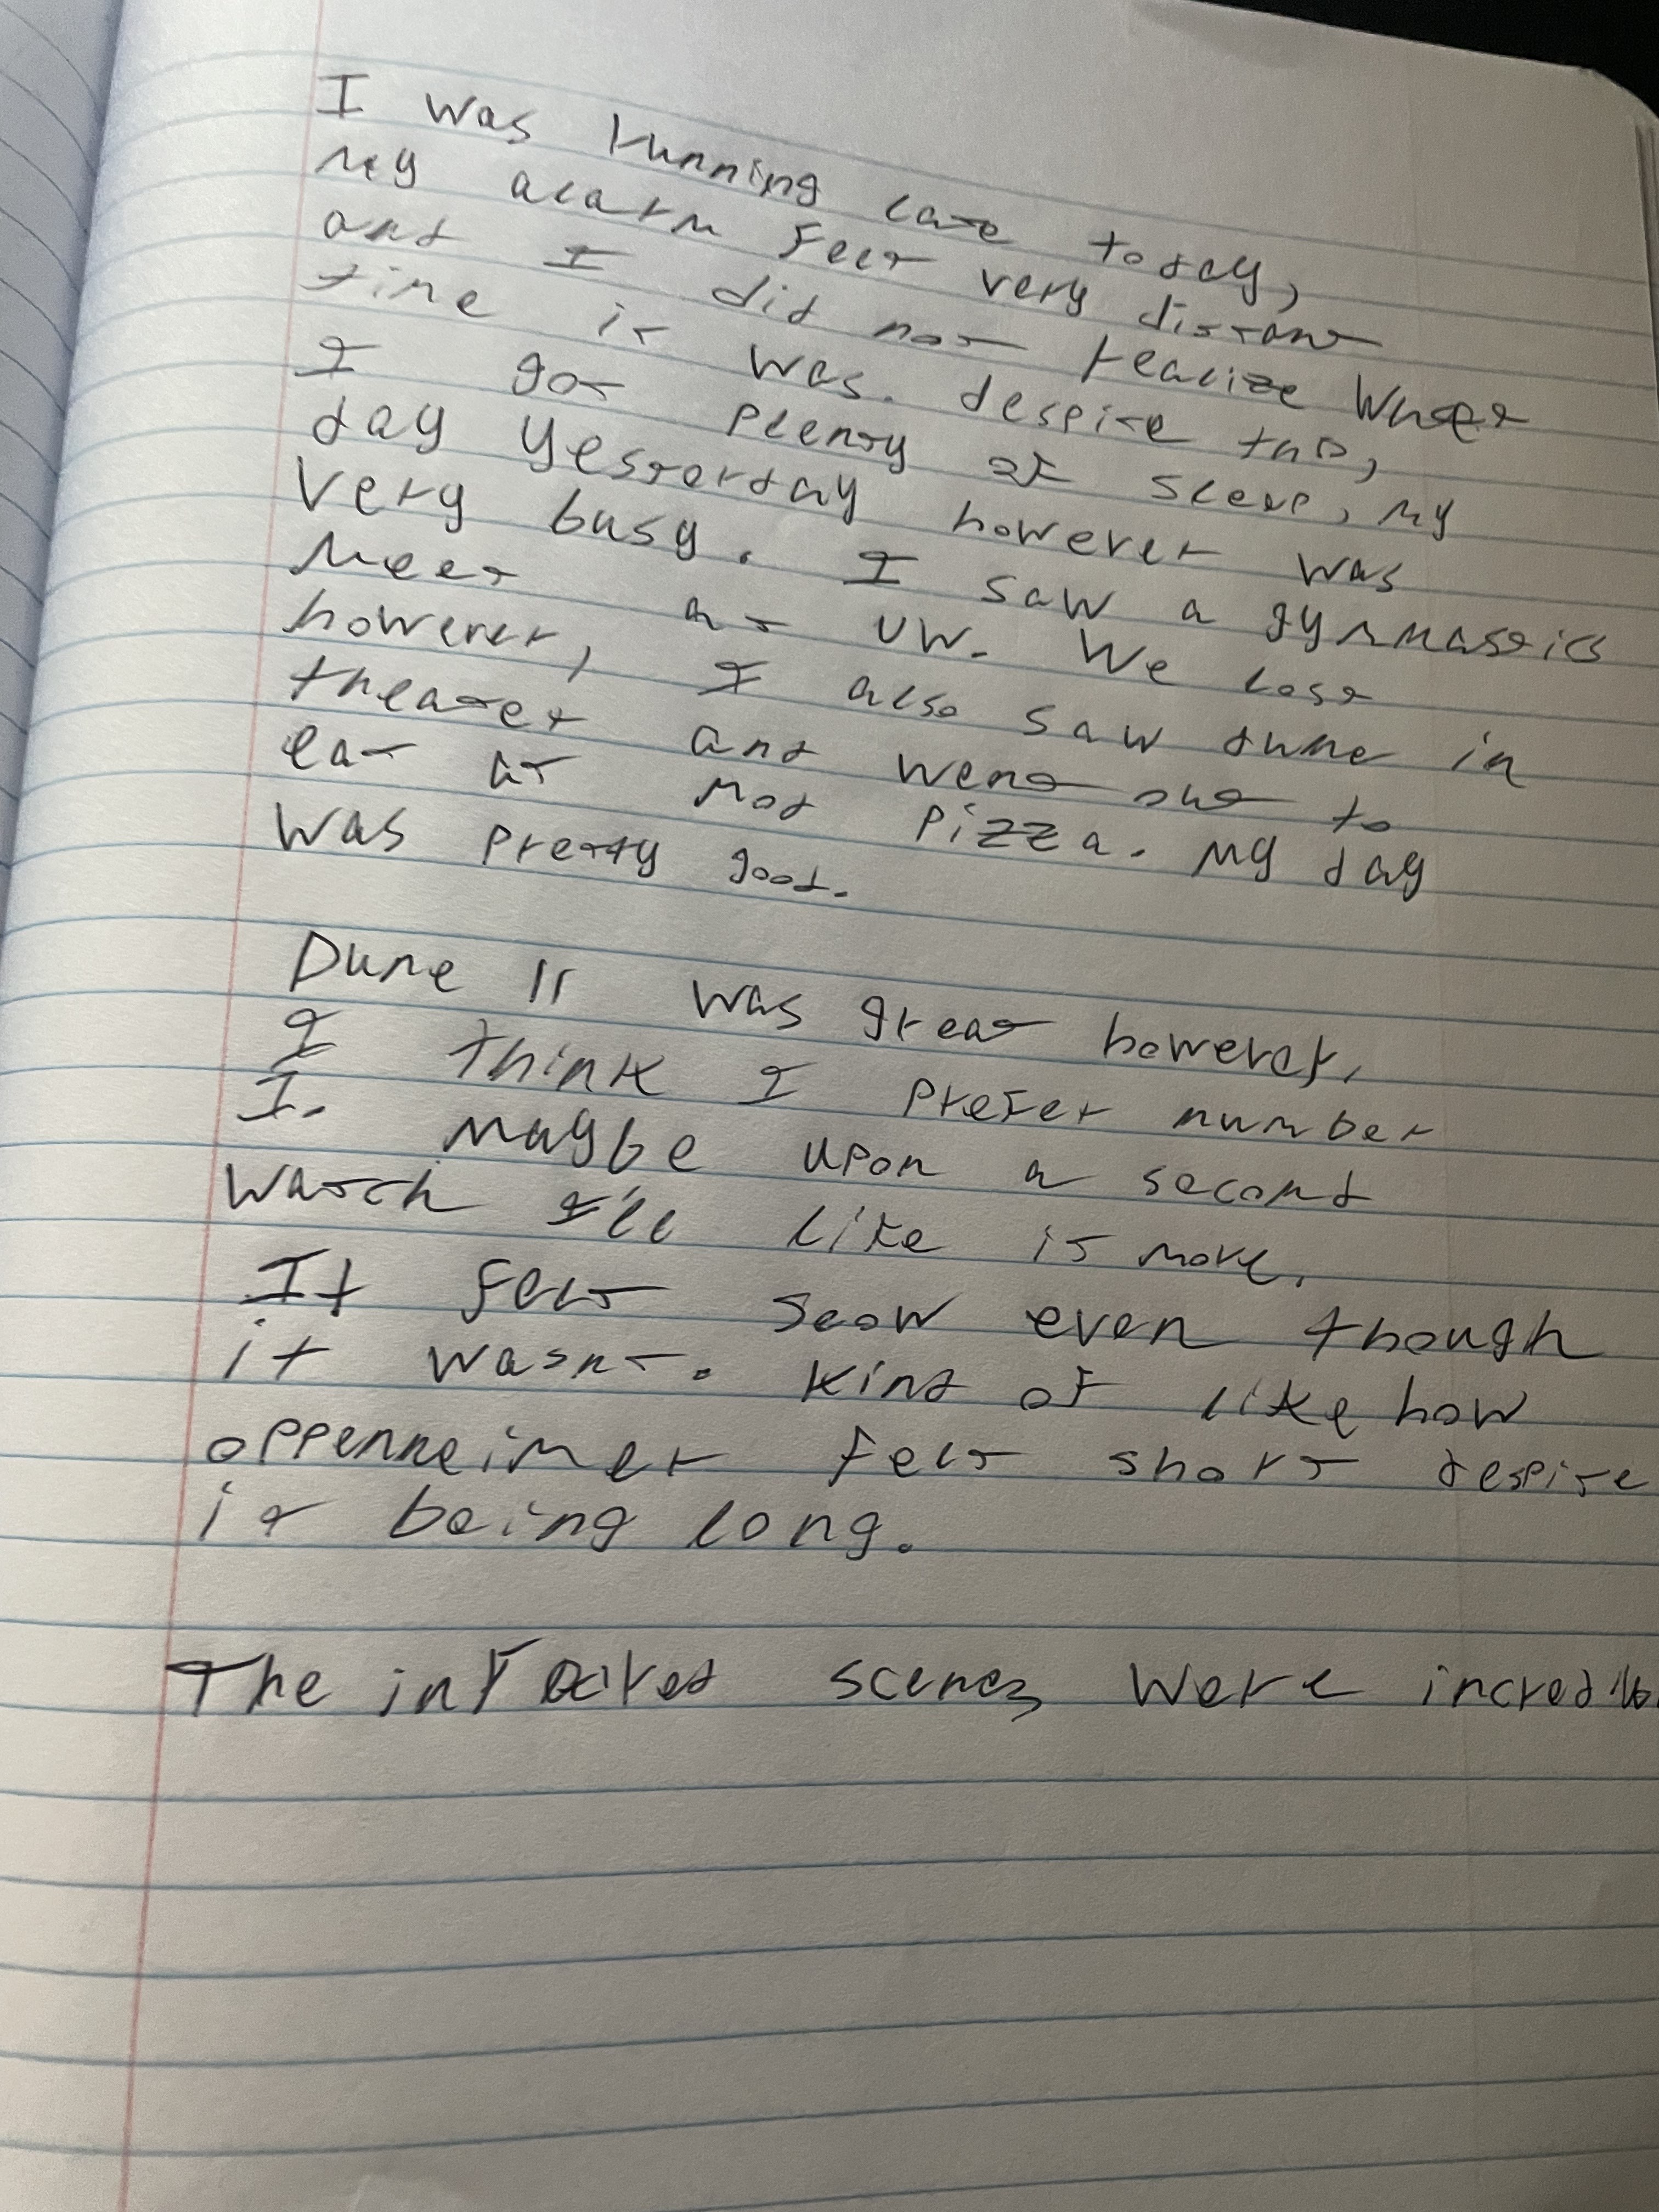 I was running late today,
My alarm felt very distant
and I did not realize what
time it was. despite this,
I got plenty of sleep, my
day yesterday however was
very busy. I saw a gymnastics
Meet at UW. We lost
however, I also saw dune in
theater and went out to
eat at Mod Pizza. My day
was pretty good.
Dune II was great however,
I think I prefer number
I. Maybe upon a second
watch I'll like it more.
It felt slow even though
it wasnt. Kind of like how
oppenheimer felt short despite
it being long.
The infrared scenes were